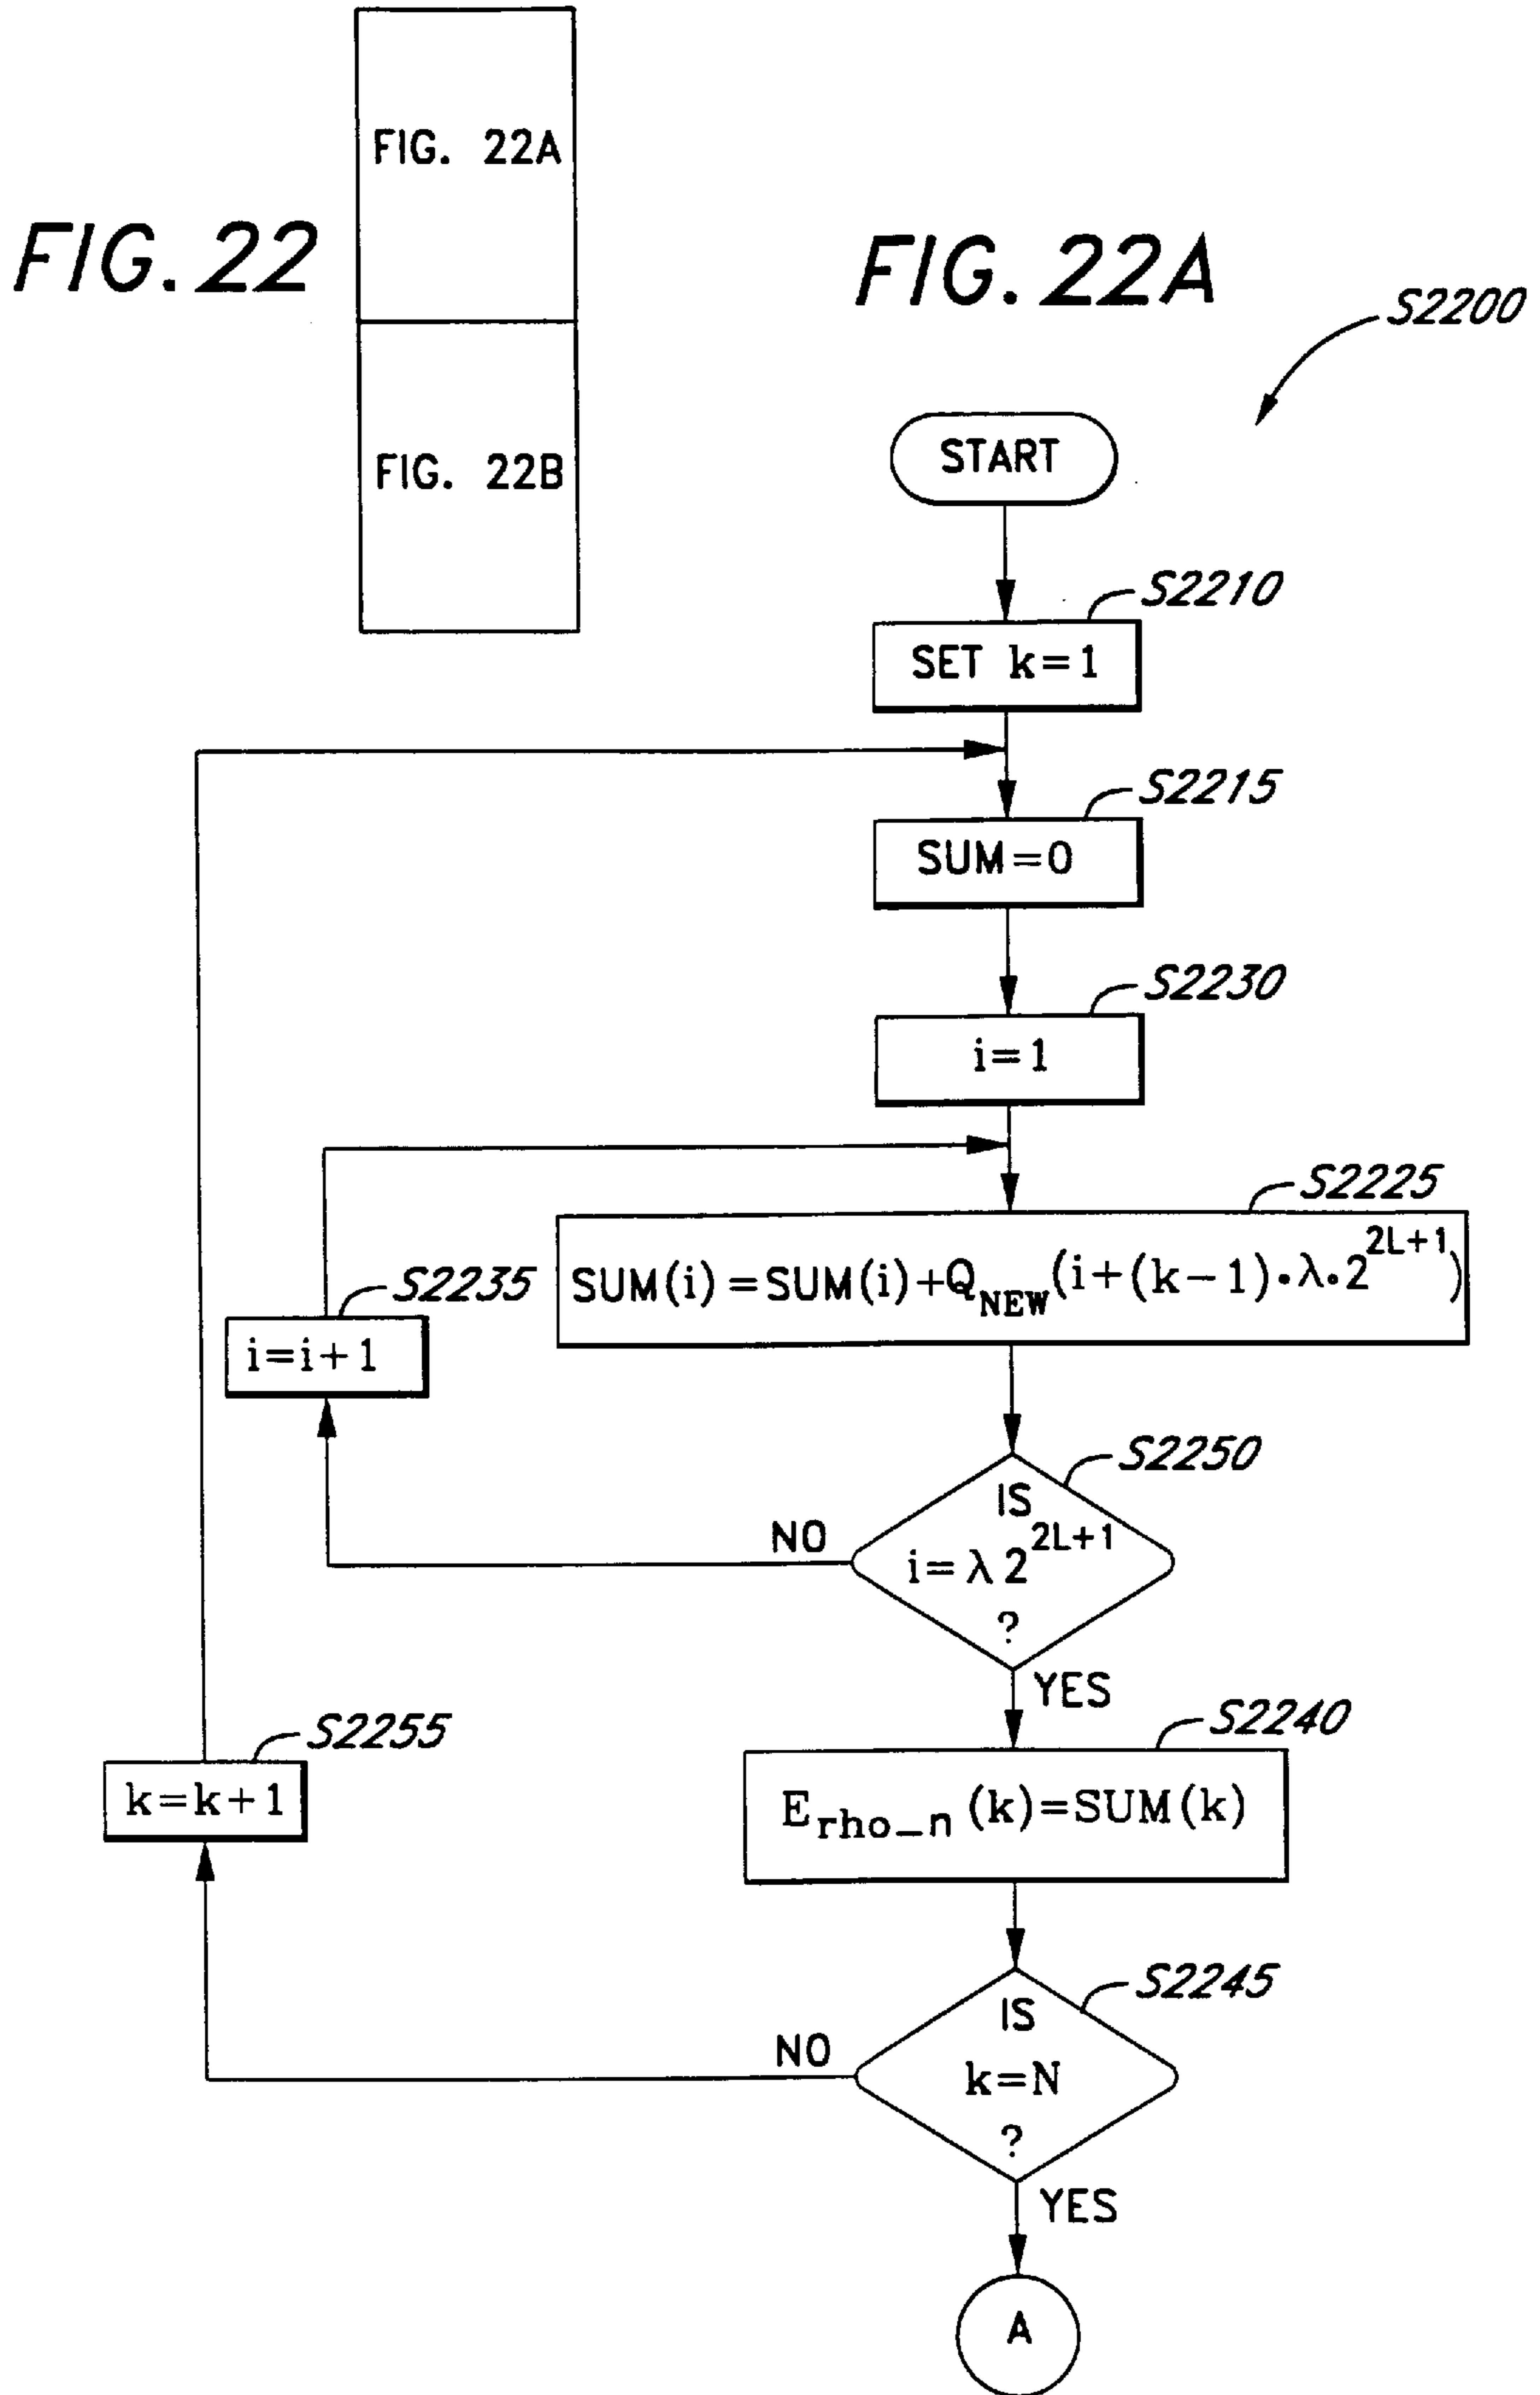 FIG. 22
FIG. 22A
FIG. 22B
FIG. 22A
S2200
START
S2210
SET k=1
S2215
SUM=0
S2230
i=1
S2225
SUM(i)=SUM(i)+Q_NEW(i+(k-1)•λ•2^2L+1)
S2235
i=i+1
S2250
IS
i=λ2^2L+1
?
NO
YES
S2240
E_rho_n(k)=SUM(k)
S2255
k=k+1
S2245
IS
k=N
?
NO
YES
A